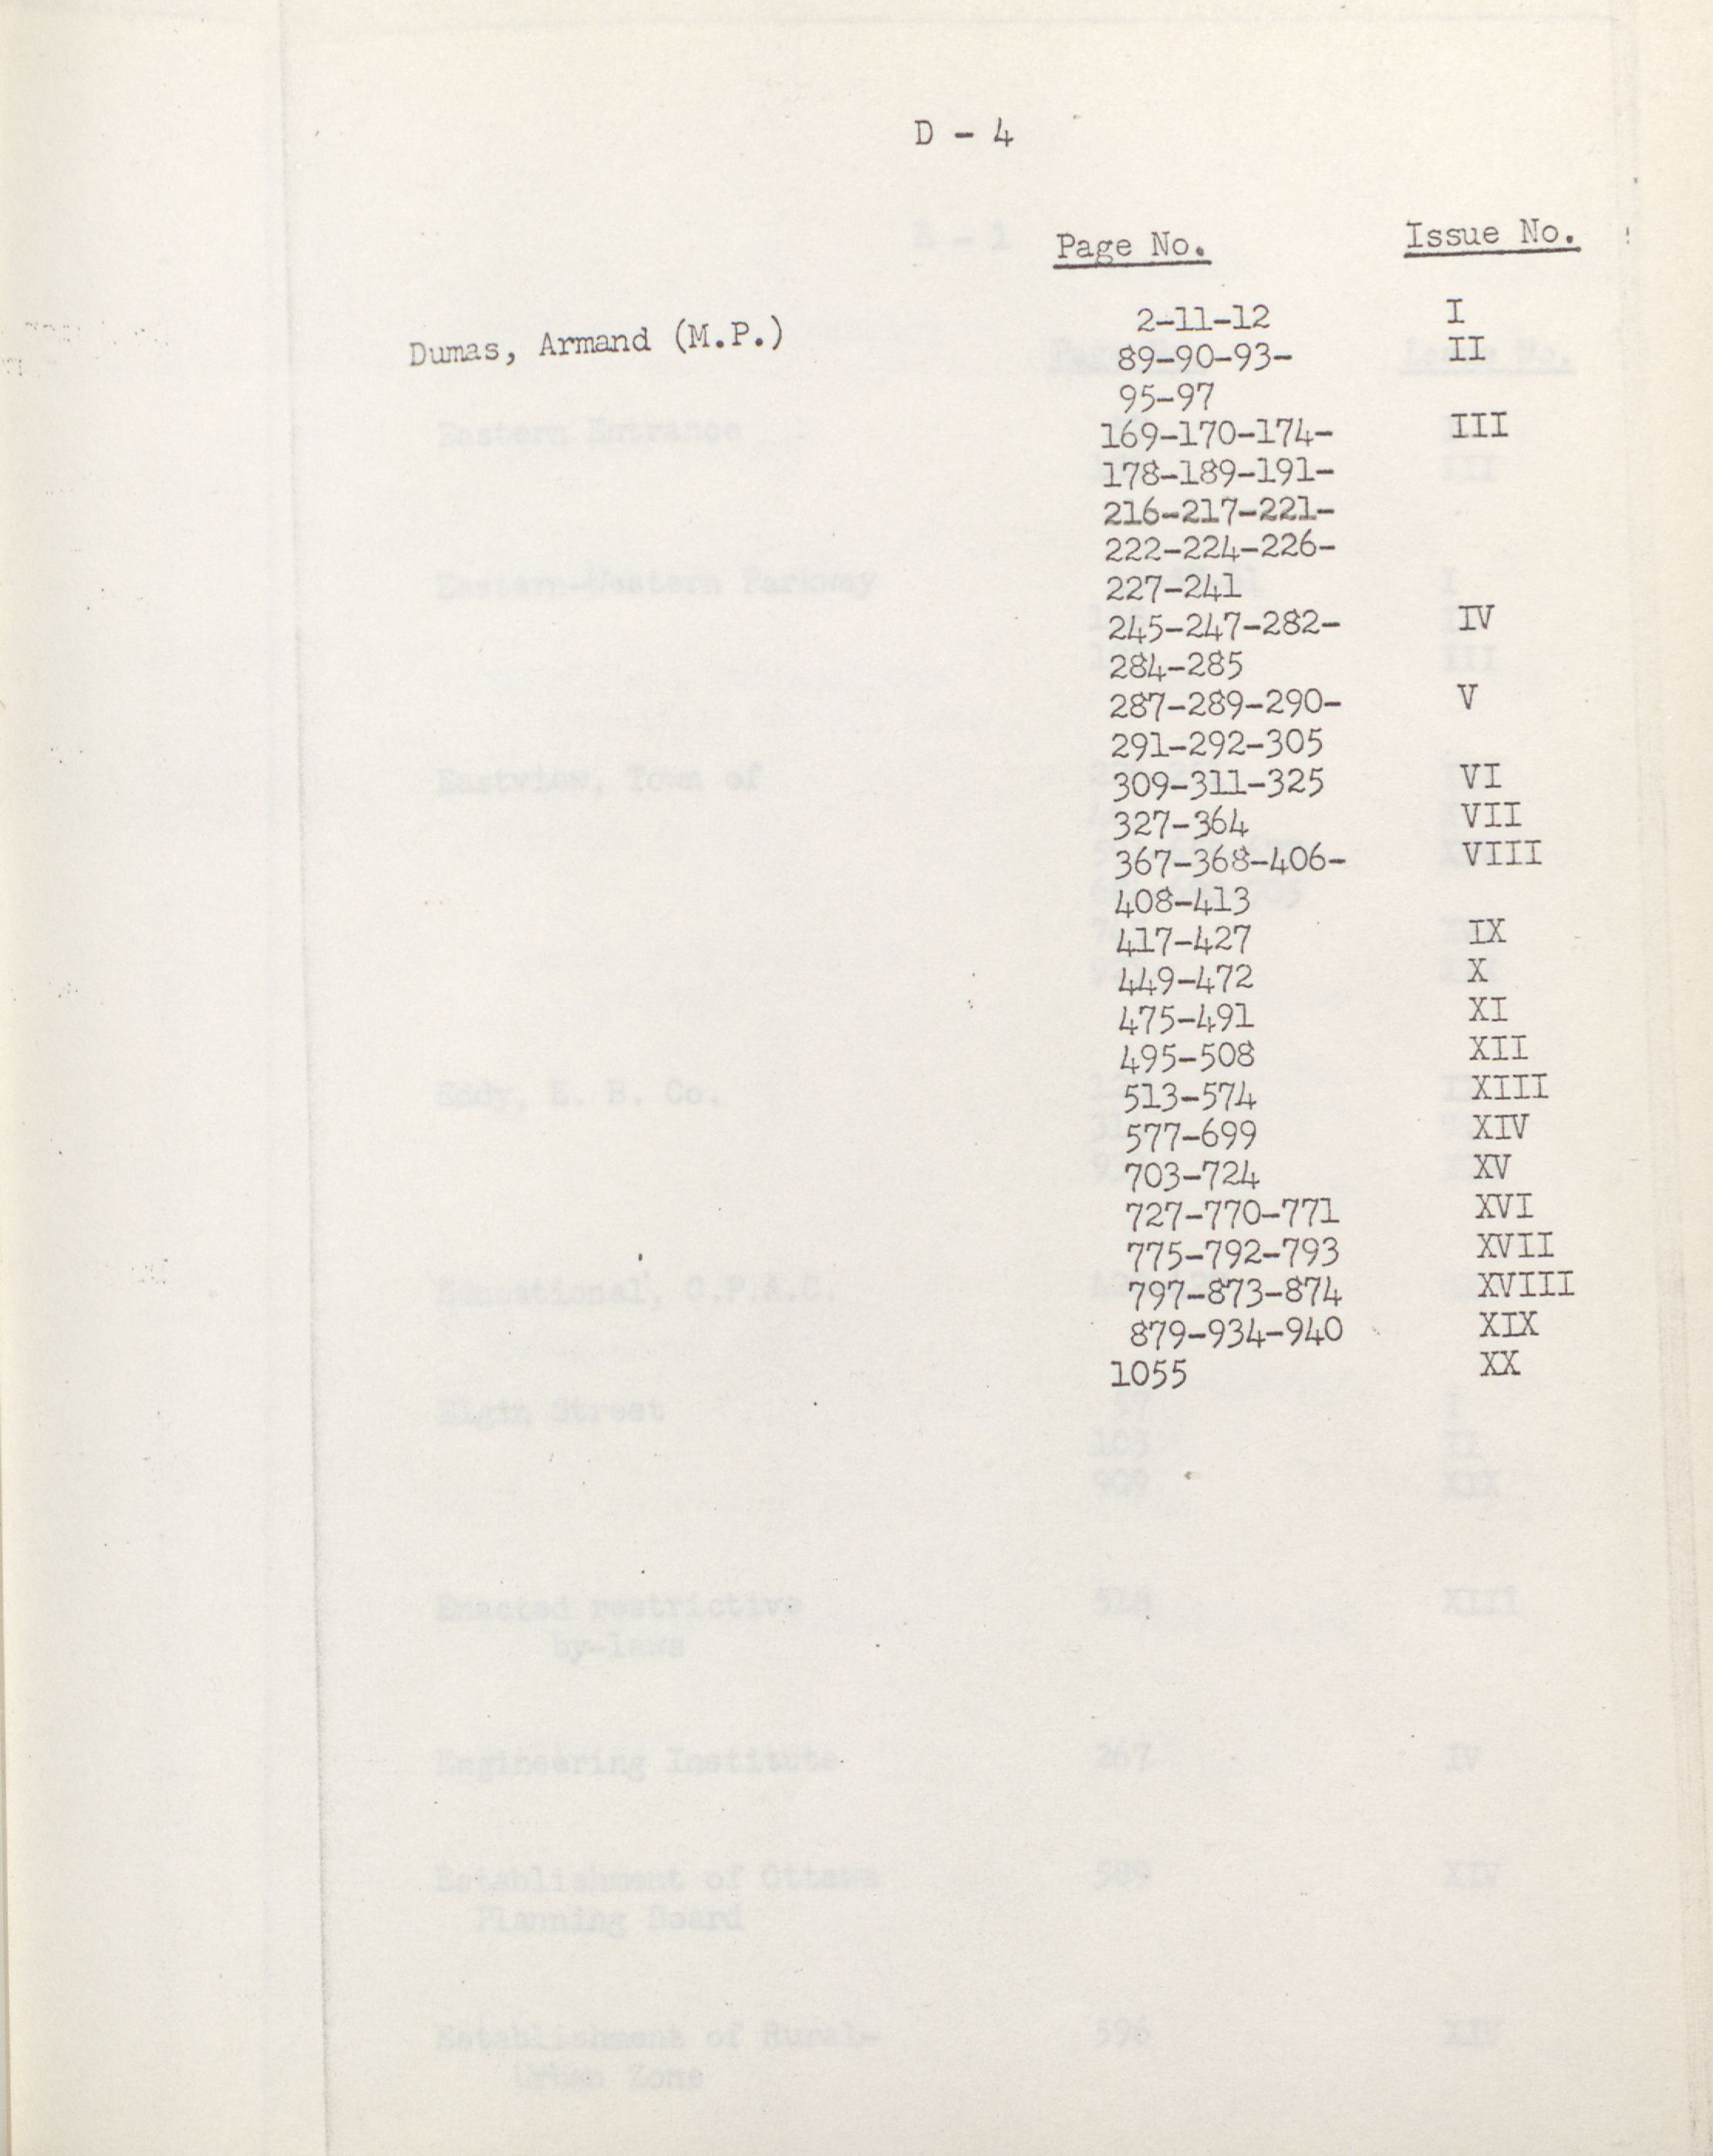 D - 4
Page No. Issue No.
Dumas, Armand (M.P.) 2-11-12 I
89-90-93- II
95-97
169-170-174- III
178-189-191-
216-217-221-
222-224-226-
227-241
245-247-282- IV
284-285
287-289-290- V
291-292-305
309-311-325 VI
327-364 VII
367-368-406- VIII
408-413
417-427 IX
449-472 X
475-491 XI
495-508 XII
513-574 XIII
577-699 XIV
703-724 XV
727-770-771 XVI
775-792-793 XVII
797-873-874 XVIII
879-934-940 XIX
1055 XX